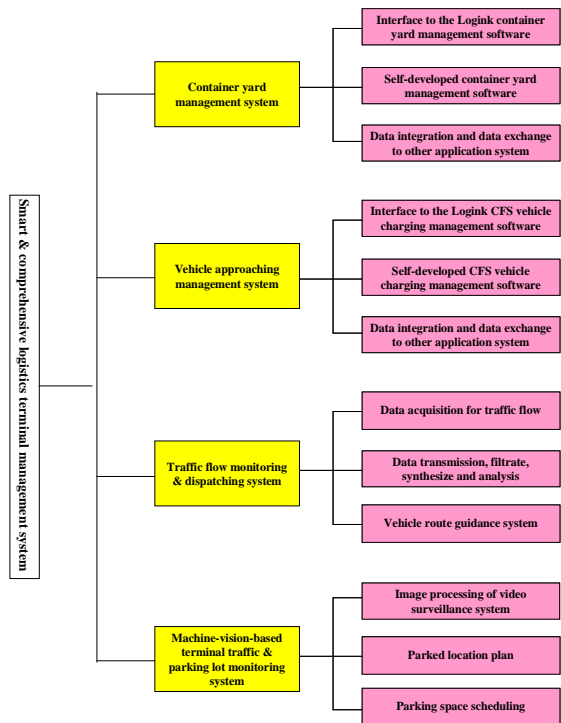 Smart & comprehensive logistics terminal management system
Container yard
management system
Interface to the Logink container
yard management software
Self-developed container yard
management software
Data integration and data exchange
to other application system
Vehicle approaching
management system
Interface to the Logink CFS vehicle
charging management software
Self-developed CFS vehicle
charging management software
Data integration and data exchange
to other application system
Traffic flow monitoring
& dispatching system
Data acquisition for traffic flow
Data transmission, filtrate,
synthesize and analysis
Vehicle route guidance system
Machine-vision-based
terminal traffic &
parking lot monitoring
system
Image processing of video
surveillance system
Parked location plan
Parking space scheduling